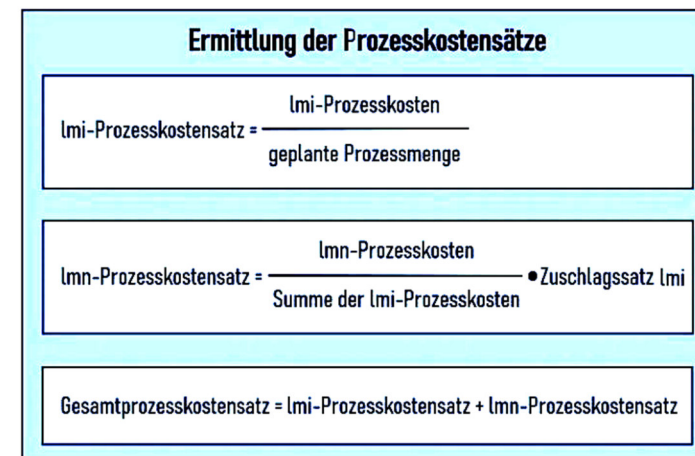 Ermittlung der Prozesskostensätze
lmi-Prozesskosten
lmi-Prozesskostensatz =
geplante Prozessmenge
lmn-Prozesskosten
lmn-Prozesskostensatz = • Zuschlagssatz lmi
Summe der lmi-Prozesskosten
Gesamtprozesskostensatz = lmi-Prozesskostensatz + lmn-Prozesskostensatz